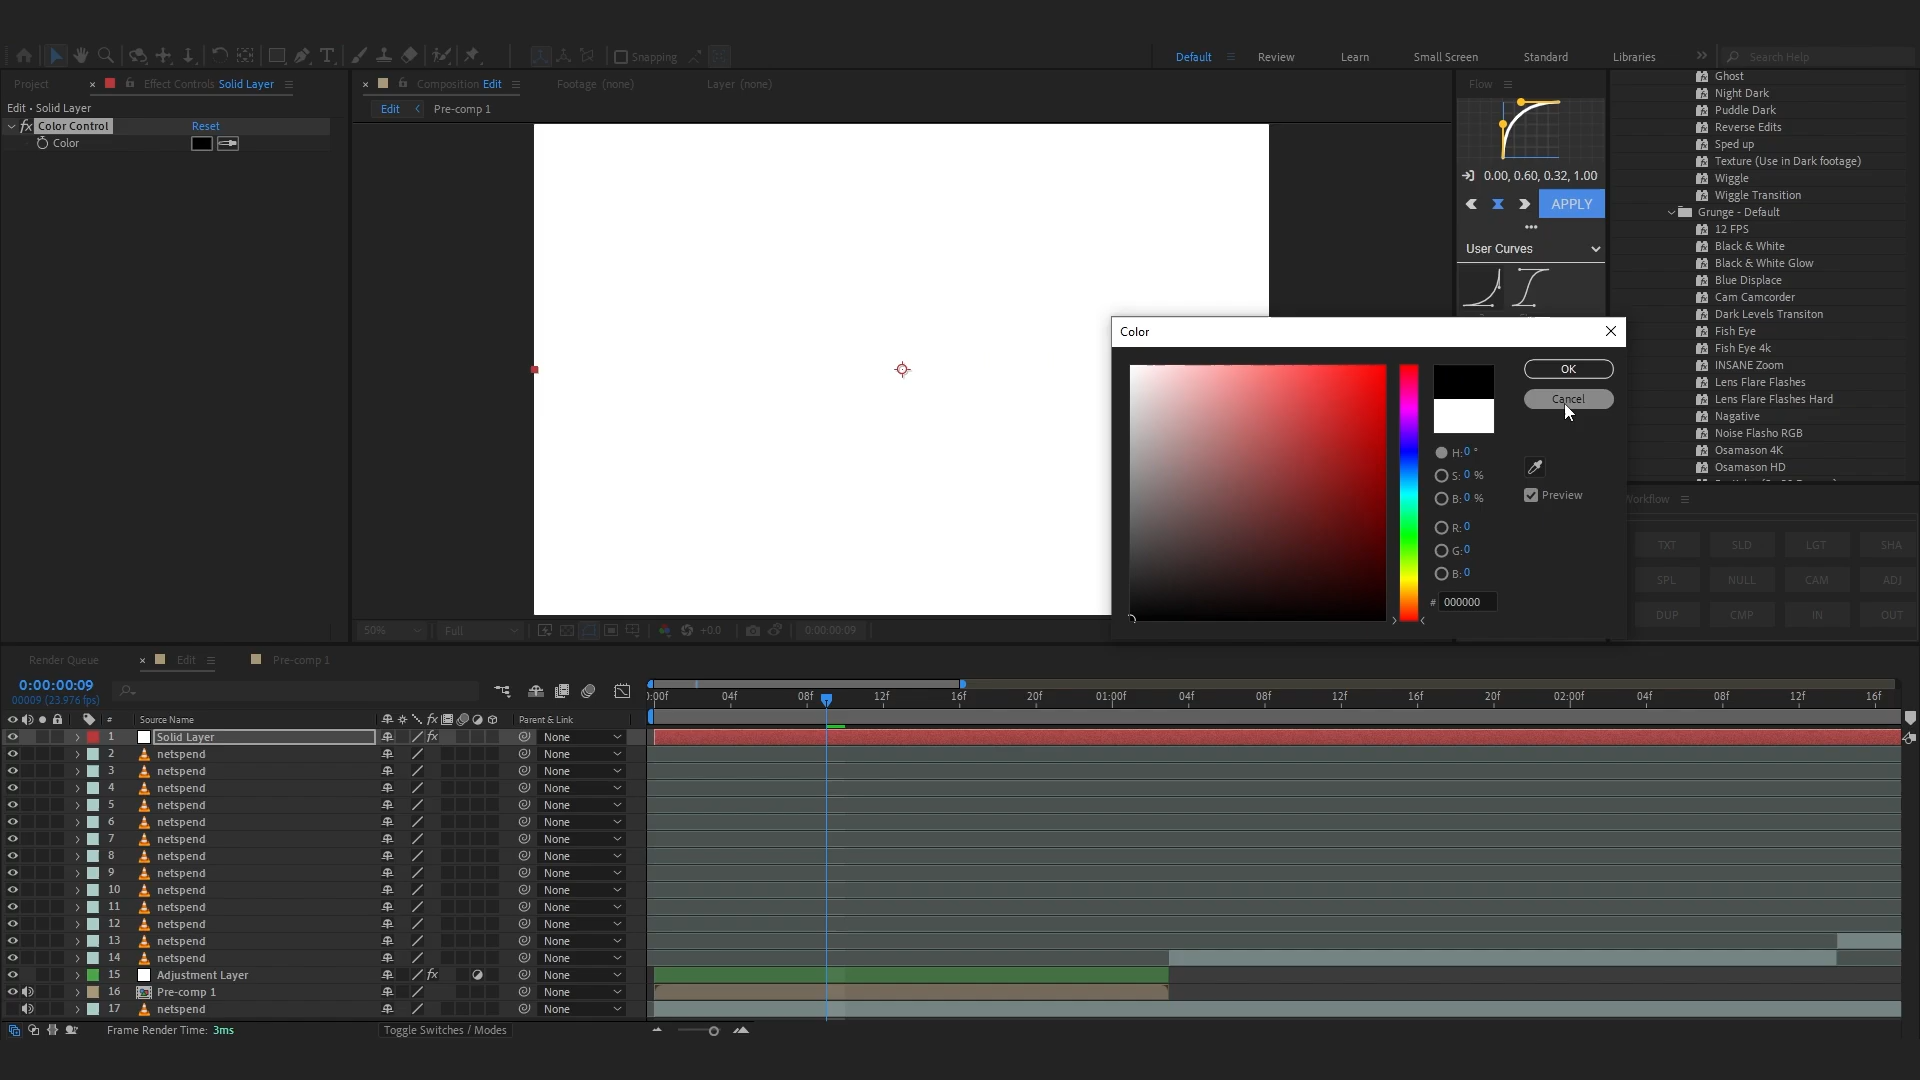 Snapping
Default
Review
Learn
Small Screen
Standard
Libraries
Search Help
Project
Effect Controls Solid Layer
Composition Edit
Footage (none)
Layer (none)
Flow
Edit • Solid Layer
Edit
Pre-comp 1
fx Color Control
Reset
Color
0.00, 0.60, 0.32, 1.00
APPLY
User Curves
Ghost
Night Dark
Puddle Dark
Reverse Edits
Sped up
Texture (Use in Dark footage)
Wiggle
Wiggle Transition
Grunge - Default
12 FPS
Black & White
Black & White Glow
Blue Displace
Cam Camcorder
Dark Levels Transiton
Fish Eye
Fish Eye 4k
INSANE Zoom
Lens Flare Flashes
Lens Flare Flashes Hard
Nagative
Noise Flasho RGB
Osamason 4K
Osamason HD
Color
OK
Cancel
H: 0 °
S: 0 %
B: 0 %
R: 0
G: 0
B: 0
# 000000
Preview
Workflow
TXT SLD LGT SHA
SPL NULL CAM ADJ
DUP CMP IN OUT
50%
Full
+0.0
0:00:00:09
Render Queue
Edit
Pre-comp 1
0:00:00:09
00009 (23.976 fps)
:00f 04f 08f 12f 16f 20f 01:00f 04f 08f 12f 16f 20f 02:00f 04f 08f 12f 16f
# Source Name fx Parent & Link
1 Solid Layer fx None
2 netspend None
3 netspend None
4 netspend None
5 netspend None
6 netspend None
7 netspend None
8 netspend None
9 netspend None
10 netspend None
11 netspend None
12 netspend None
13 netspend None
14 netspend None
15 Adjustment Layer fx None
16 Pre-comp 1 None
17 netspend None
Frame Render Time: 3ms
Toggle Switches / Modes